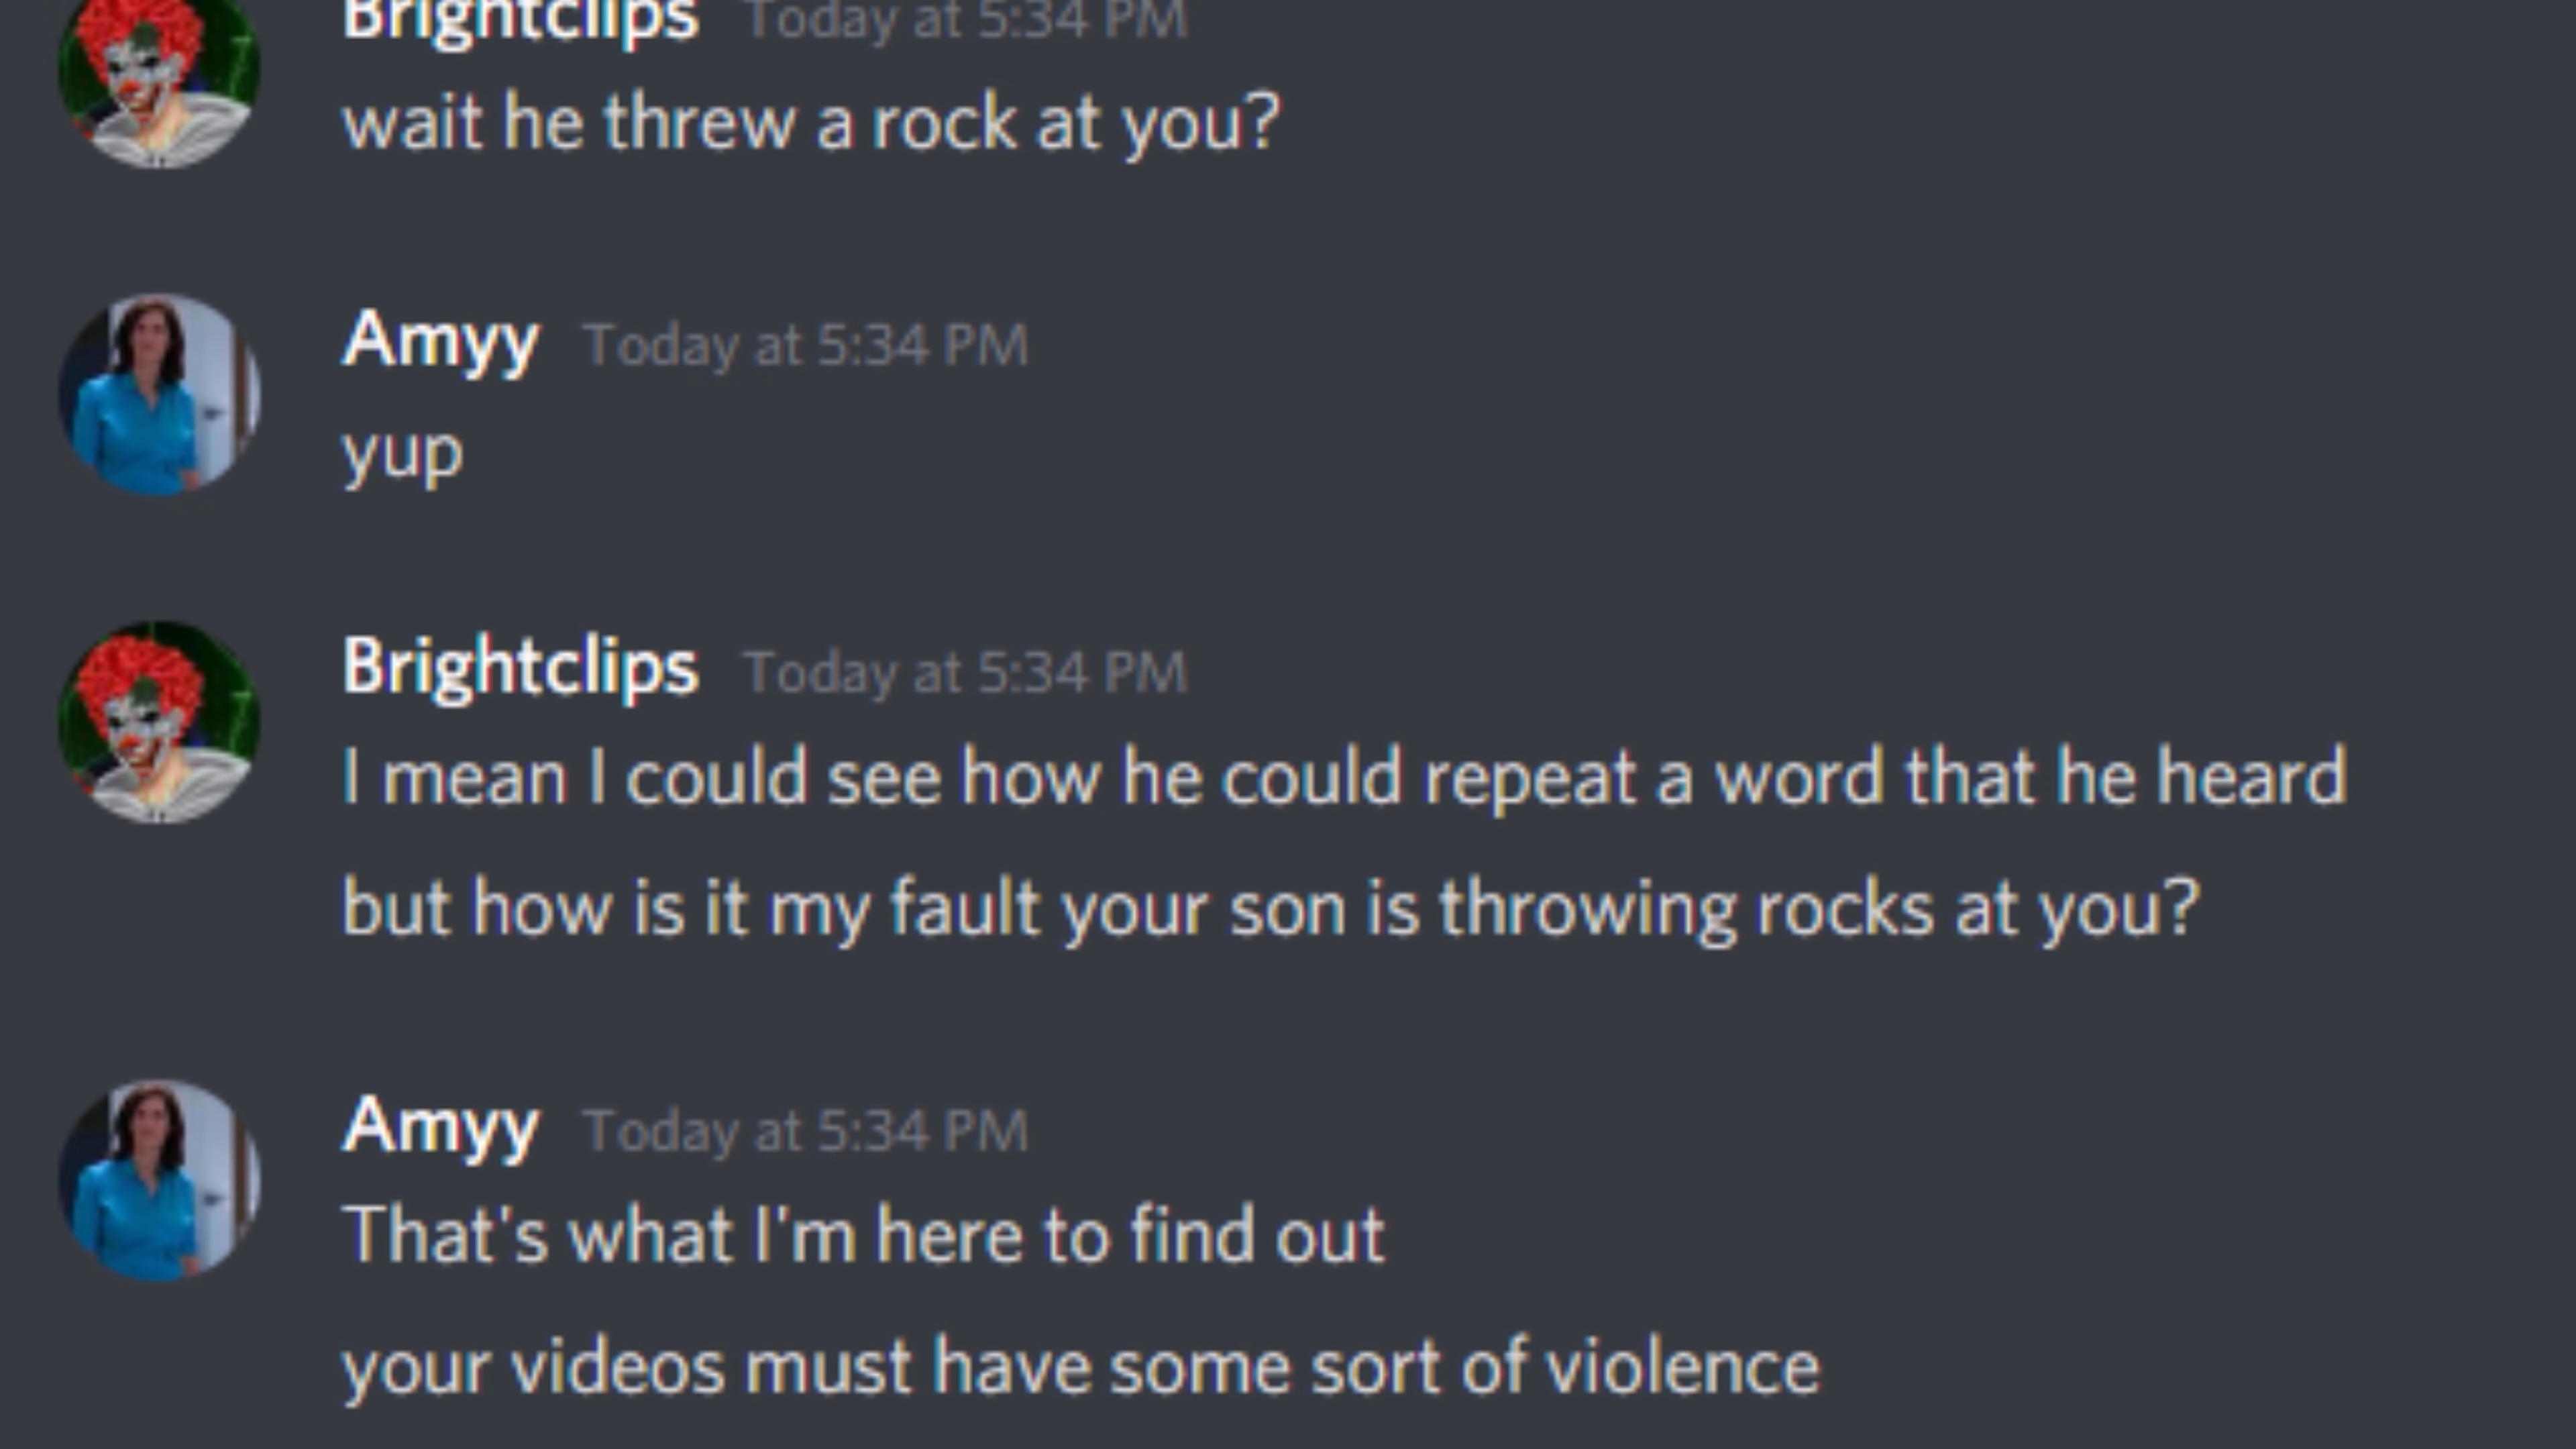 Brightclips Today at 5:34 PM
wait he threw a rock at you?
Amyy Today at 5:34 PM
yup
Brightclips Today at 5:34 PM
I mean I could see how he could repeat a word that he heard
but how is it my fault your son is throwing rocks at you?
Amyy Today at 5:34 PM
That's what I'm here to find out
your videos must have some sort of violence